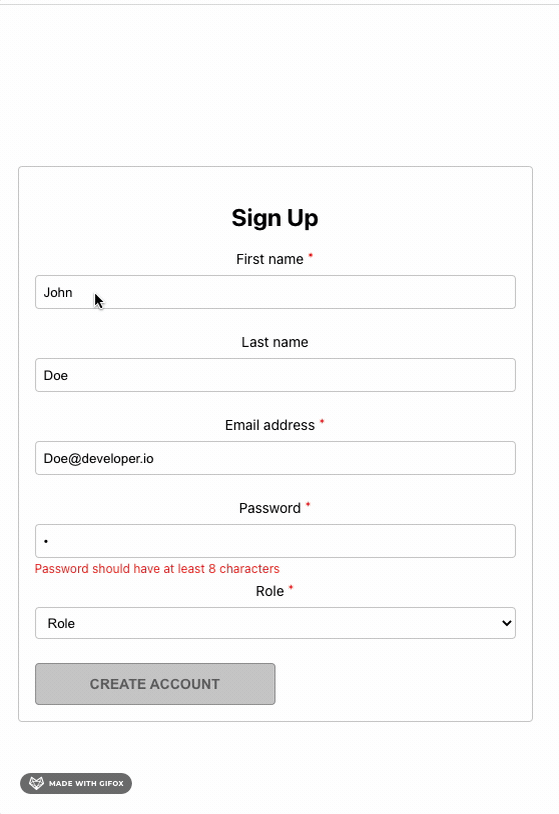 Sign Up
First name *
John
Last name
Doe
Email address *
Doe@developer.io
Password *
•
Password should have at least 8 characters
Role *
Role
CREATE ACCOUNT
MADE WITH GIFOX